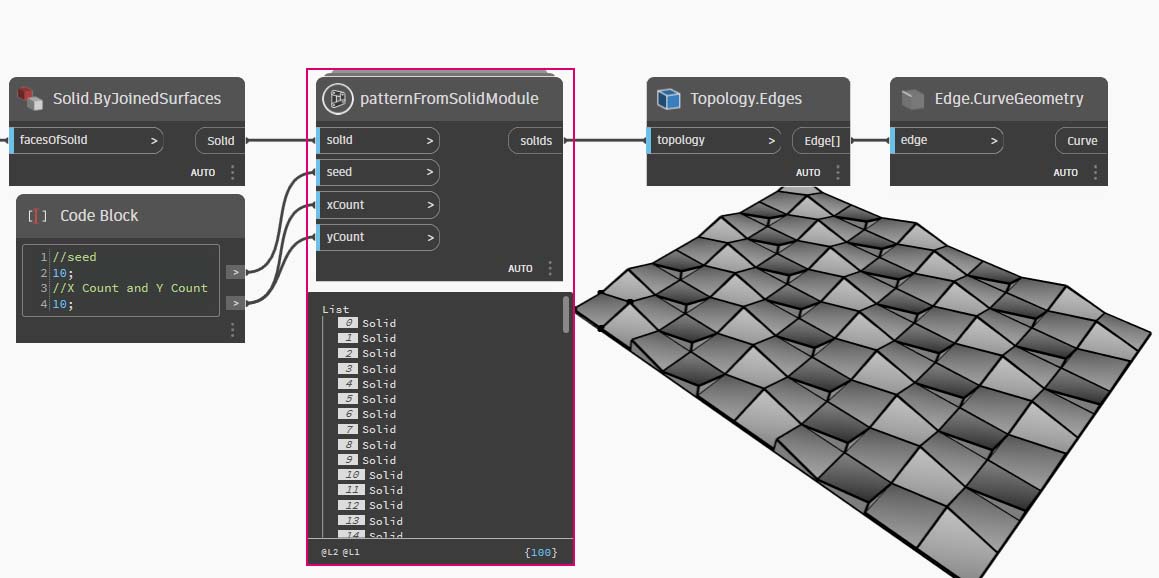 Solid.ByJoinedSurfaces
facesOfSolid >
Solid
AUTO
Code Block
1 //seed
2 10;
3 //X Count and Y Count
4 10;
>
>
patternFromSolidModule
solid >
solids
seed >
xCount >
yCount >
AUTO
List
0 Solid
1 Solid
2 Solid
3 Solid
4 Solid
5 Solid
6 Solid
7 Solid
8 Solid
9 Solid
10 Solid
11 Solid
12 Solid
13 Solid
14 Solid
@L2 @L1
{100}
Topology.Edges
topology >
Edge[]
AUTO
Edge.CurveGeometry
edge >
Curve
AUTO